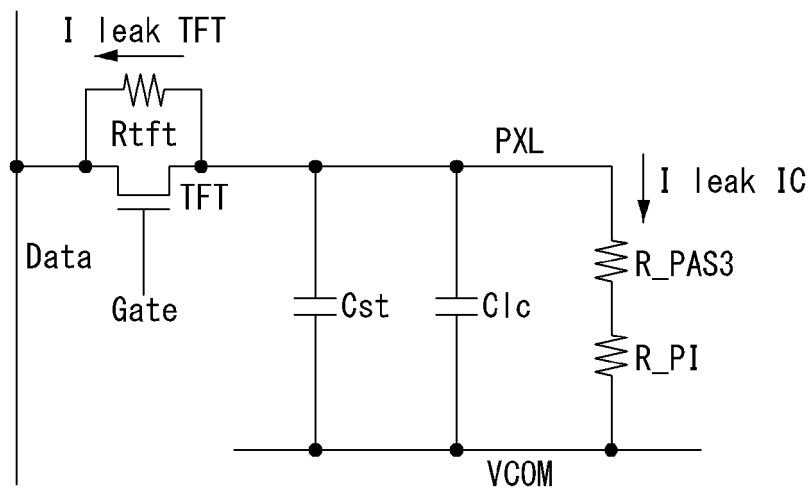 I leak TFT
Rtft
PXL
I leak IC
TFT
Data
R_PAS3
Gate
Cst
Clc
R_PI
VCOM